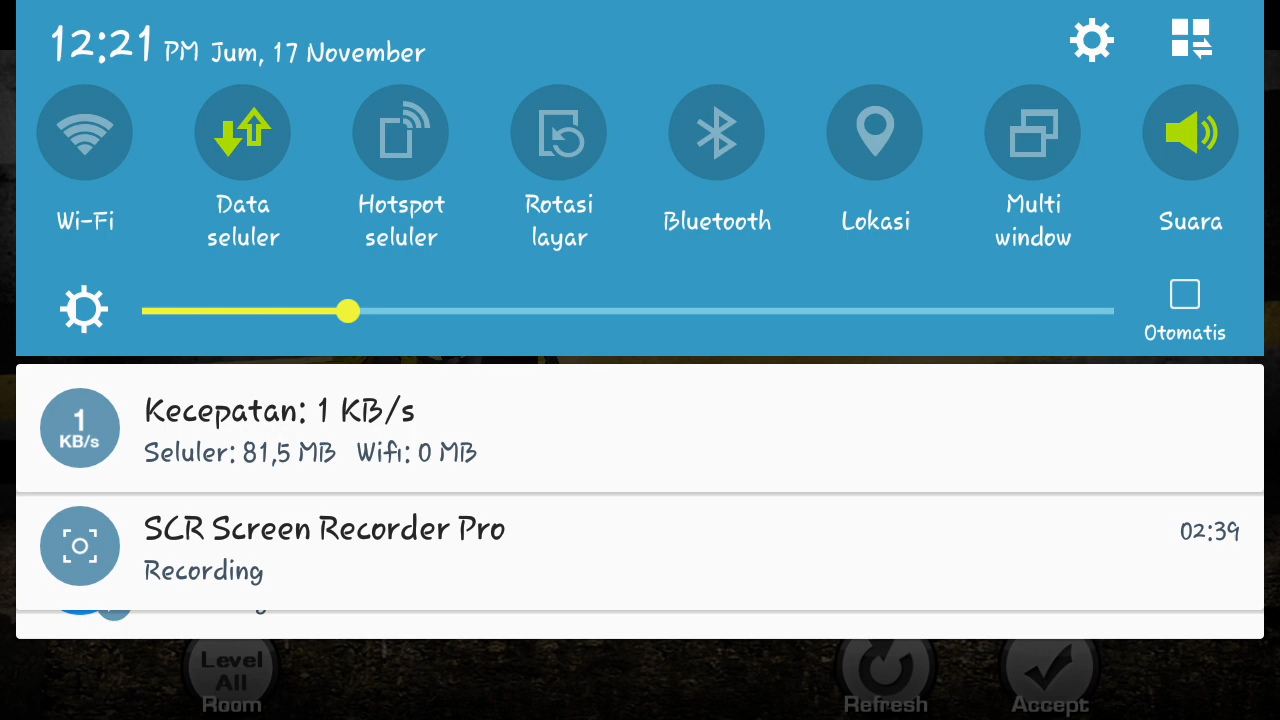 12:21 PM Jum, 17 November
Wi-Fi
Data
seluler
Hotspot
seluler
Rotasi
layar
Bluetooth
Lokasi
Multi
window
Suara
Otomatis
1
KB/s
Kecepatan: 1 KB/s
Seluler: 81,5 MB Wifi: 0 MB
SCR Screen Recorder Pro
02:39
Recording
Level
All
Room
Refresh
Accept